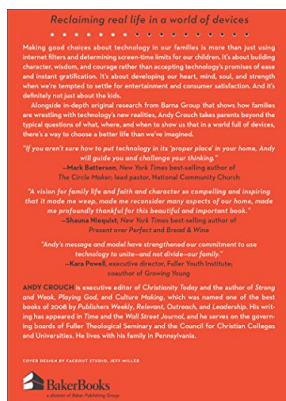 Reclaiming real life in a world of devices
Making good choices about technology in our families is more than just using
internet filters and determining screen-time limits for our children. It's about building
character, wisdom, and courage rather than accepting technology's promises of ease
and instant gratification. It's about developing our heart, mind, soul, and strength
when we're tempted to settle for entertainment and consumer satisfaction. And it's
definitely not just about the kids.
Alongside in-depth original research from Barna Group that shows how families
are wrestling with technology's new realities, Andy Crouch takes parents beyond the
typical questions of what, where, and when to show us that in a world full of devices,
there's a way to choose a better life than we've imagined.
"If you aren't sure how to put technology in its 'proper place' in your home, Andy
will guide you and challenge your thinking."
—Mark Batterson, New York Times best-selling author of
The Circle Maker; lead pastor, National Community Church
"A vision for family life and faith and character so compelling and inspiring
that it made me weep, made me reconsider many aspects of our home, made
me profoundly thankful for this beautiful and important book."
—Shauna Niequist, New York Times best-selling author of
Present over Perfect and Bread & Wine
"Andy's message and model have strengthened our commitment to use
technology to unite—and not divide—our family."
—Kara Powell, executive director, Fuller Youth Institute;
coauthor of Growing Young
ANDY CROUCH is executive editor of Christianity Today and the author of Strong
and Weak, Playing God, and Culture Making, which was named one of the best
books of 2008 by Publishers Weekly, Relevant, Outreach, and Leadership. His writ-
ing has appeared in Time and the Wall Street Journal, and he serves on the govern-
ing boards of Fuller Theological Seminary and the Council for Christian Colleges
and Universities. He lives with his family in Pennsylvania.
COVER DESIGN BY FACEOUT STUDIO, JEFF MILLER
BakerBooks
a division of Baker Publishing Group